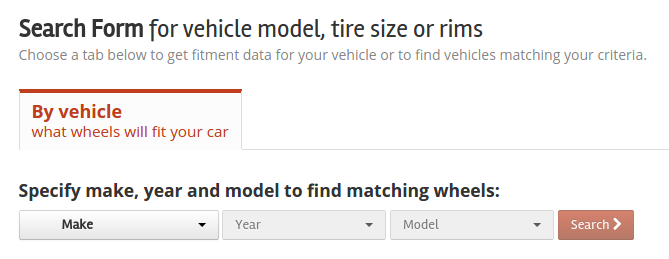 Search Form for vehicle model, tire size or rims
Choose a tab below to get fitment data for your vehicle or to find vehicles matching your criteria.
By vehicle
what wheels will fit your car
Specify make, year and model to find matching wheels:
Make Year Model Search